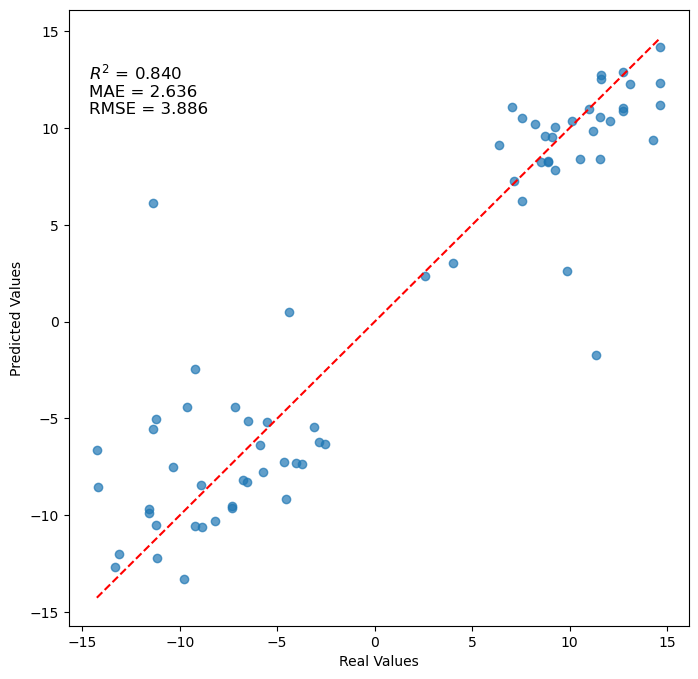 15
10
5
0
−5
−10
−15
Predicted Values
R² = 0.840
MAE = 2.636
RMSE = 3.886
−15 −10 −5 0 5 10 15
Real Values